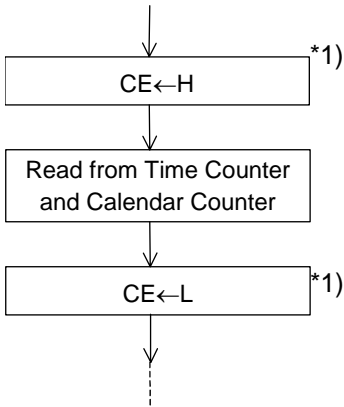 *1)
CE←H
Read from Time Counter
and Calendar Counter
*1)
CE←L